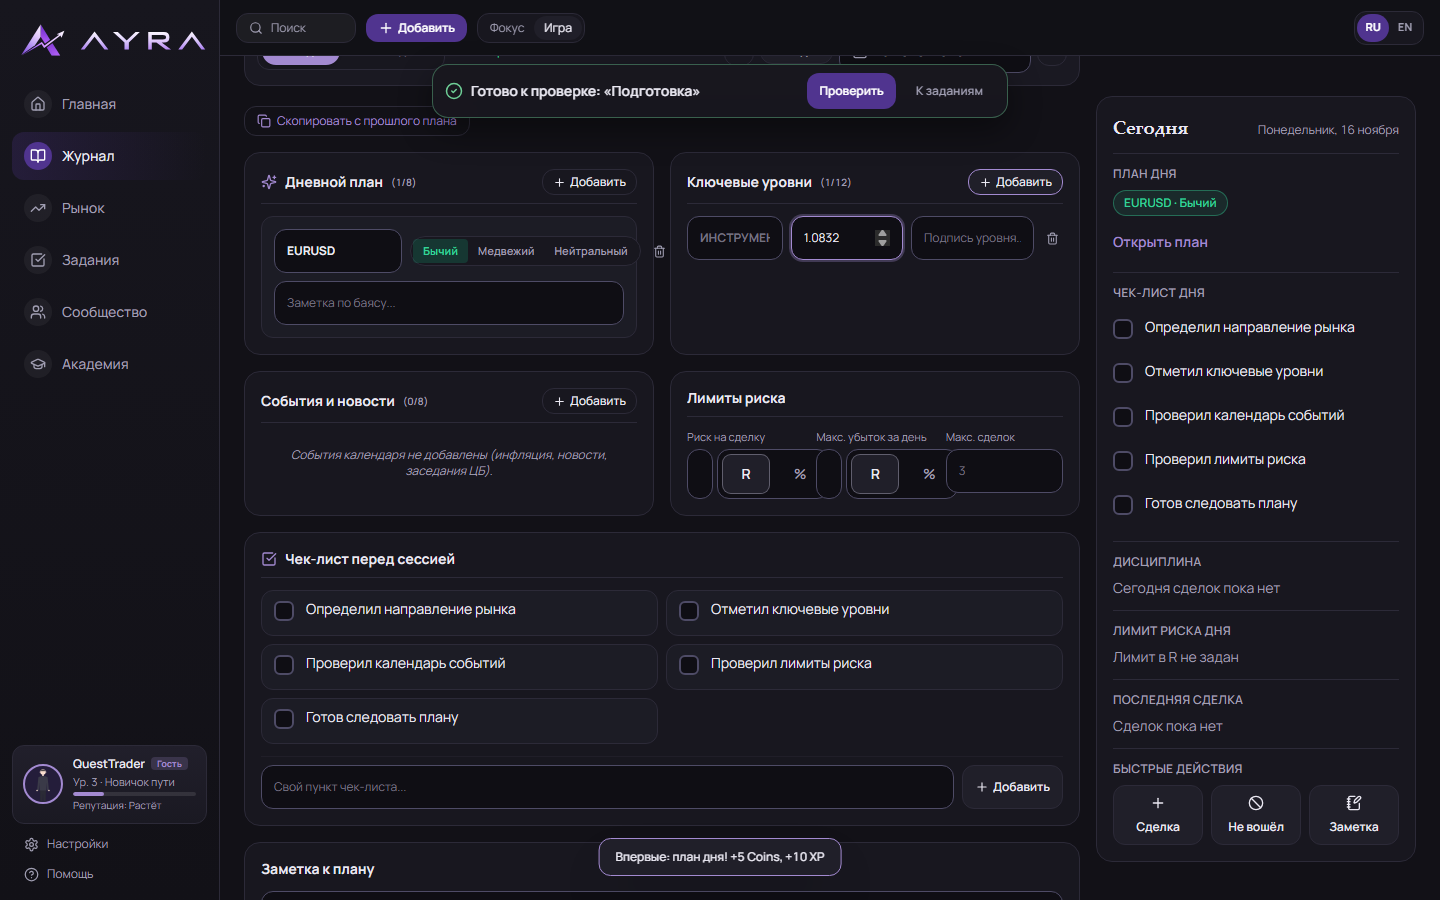 AYRA
Поиск
Добавить
Фокус
Игра
RU
EN
Главная
Журнал
Рынок
Задания
Сообщество
Академия
QuestTrader
Гость
Ур. 3 · Новичок пути
Репутация: Растёт
Настройки
Помощь
Готово к проверке: «Подготовка»
Проверить
К заданиям
Скопировать с прошлого плана
Дневной план (1/8)
Добавить
EURUSD
Бычий
Медвежий
Нейтральный
Заметка по баясу...
Ключевые уровни (1/12)
Добавить
ИНСТРУМЕН
1.0832
Подпись уровня..
События и новости (0/8)
Добавить
События календаря не добавлены (инфляция, новости,
заседания ЦБ).
Лимиты риска
Риск на сделку
Макс. убыток за день
Макс. сделок
R
%
R
%
3
Чек-лист перед сессией
Определил направление рынка
Отметил ключевые уровни
Проверил календарь событий
Проверил лимиты риска
Готов следовать плану
Свой пункт чек-листа...
Добавить
Заметка к плану
Впервые: план дня! +5 Coins, +10 XP
Сегодня
Понедельник, 16 ноября
ПЛАН ДНЯ
EURUSD · Бычий
Открыть план
ЧЕК-ЛИСТ ДНЯ
Определил направление рынка
Отметил ключевые уровни
Проверил календарь событий
Проверил лимиты риска
Готов следовать плану
ДИСЦИПЛИНА
Сегодня сделок пока нет
ЛИМИТ РИСКА ДНЯ
Лимит в R не задан
ПОСЛЕДНЯЯ СДЕЛКА
Сделок пока нет
БЫСТРЫЕ ДЕЙСТВИЯ
Сделка
Не вошёл
Заметка